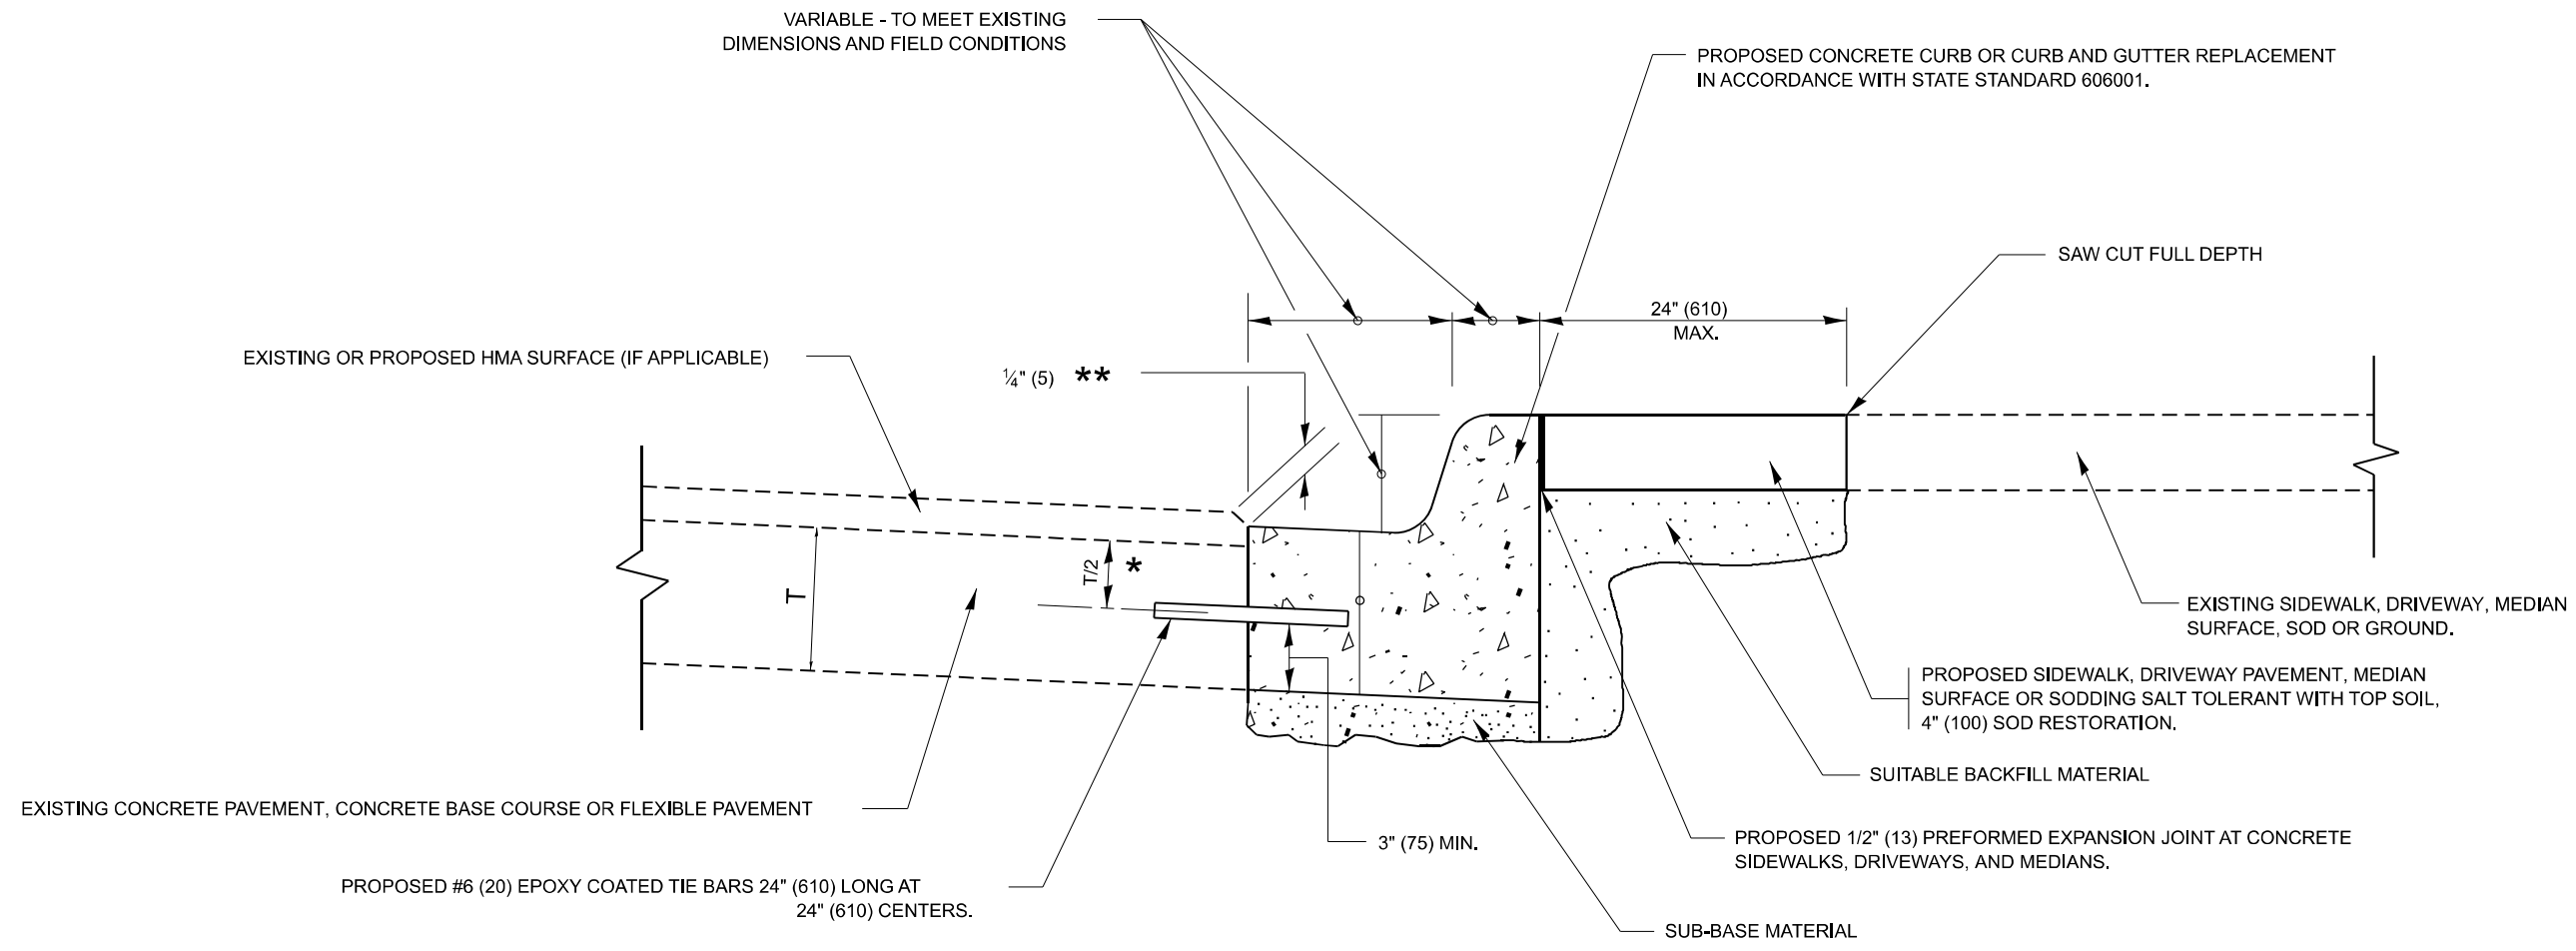 VARIABLE - TO MEET EXISTING
DIMENSIONS AND FIELD CONDITIONS
PROPOSED CONCRETE CURB OR CURB AND GUTTER REPLACEMENT
IN ACCORDANCE WITH STATE STANDARD 606001.
SAW CUT FULL DEPTH
24" (610)
MAX.
EXISTING OR PROPOSED HMA SURFACE (IF APPLICABLE)
¼" (5) **
T/2 *
T
EXISTING SIDEWALK, DRIVEWAY, MEDIAN
SURFACE, SOD OR GROUND.
PROPOSED SIDEWALK, DRIVEWAY PAVEMENT, MEDIAN
SURFACE OR SODDING SALT TOLERANT WITH TOP SOIL,
4" (100) SOD RESTORATION.
SUITABLE BACKFILL MATERIAL
EXISTING CONCRETE PAVEMENT, CONCRETE BASE COURSE OR FLEXIBLE PAVEMENT
3" (75) MIN.
PROPOSED 1/2" (13) PREFORMED EXPANSION JOINT AT CONCRETE
SIDEWALKS, DRIVEWAYS, AND MEDIANS.
PROPOSED #6 (20) EPOXY COATED TIE BARS 24" (610) LONG AT
24" (610) CENTERS.
SUB-BASE MATERIAL